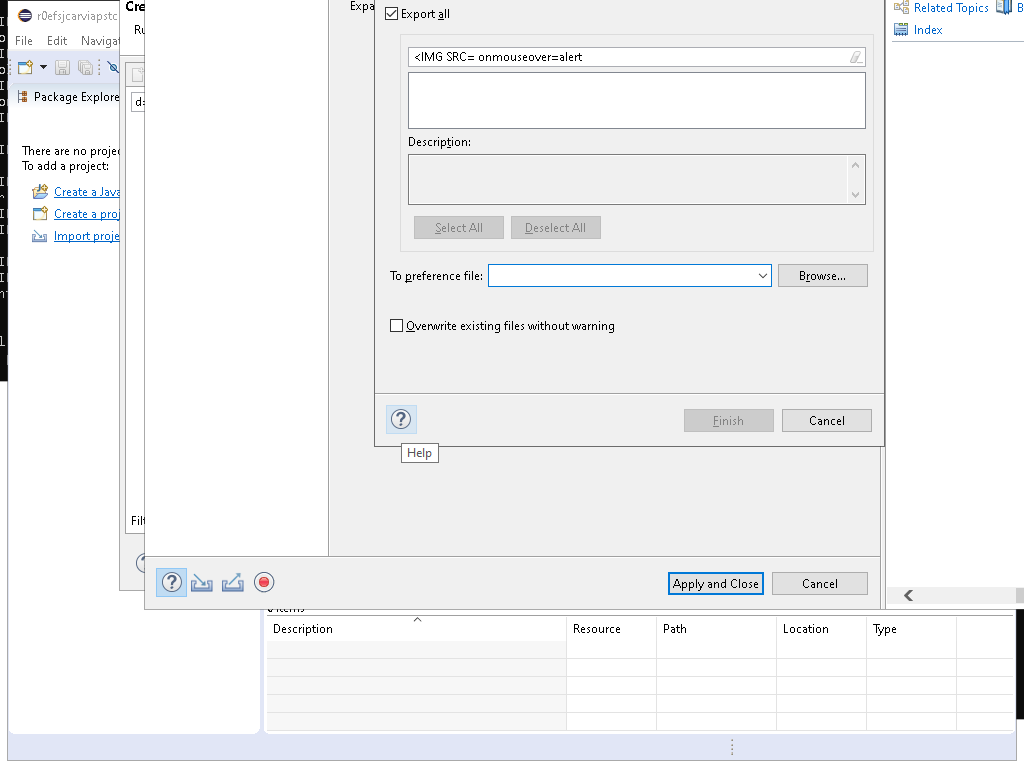 r0efsjcarviapstc
Cre
Expa
Export all
Related Topics
B
Ru
File Edit Naviga
Index
<IMG SRC= onmouseover=alert
Package Explore
d:
Description:
There are no projec
To add a project:
Create a Java
Create a proj
Import proje
Select All Deselect All
To preference file:
Browse...
Overwrite existing files without warning
Finish Cancel
Help
Filt
Apply and Close Cancel
0 items
Description Resource Path Location Type